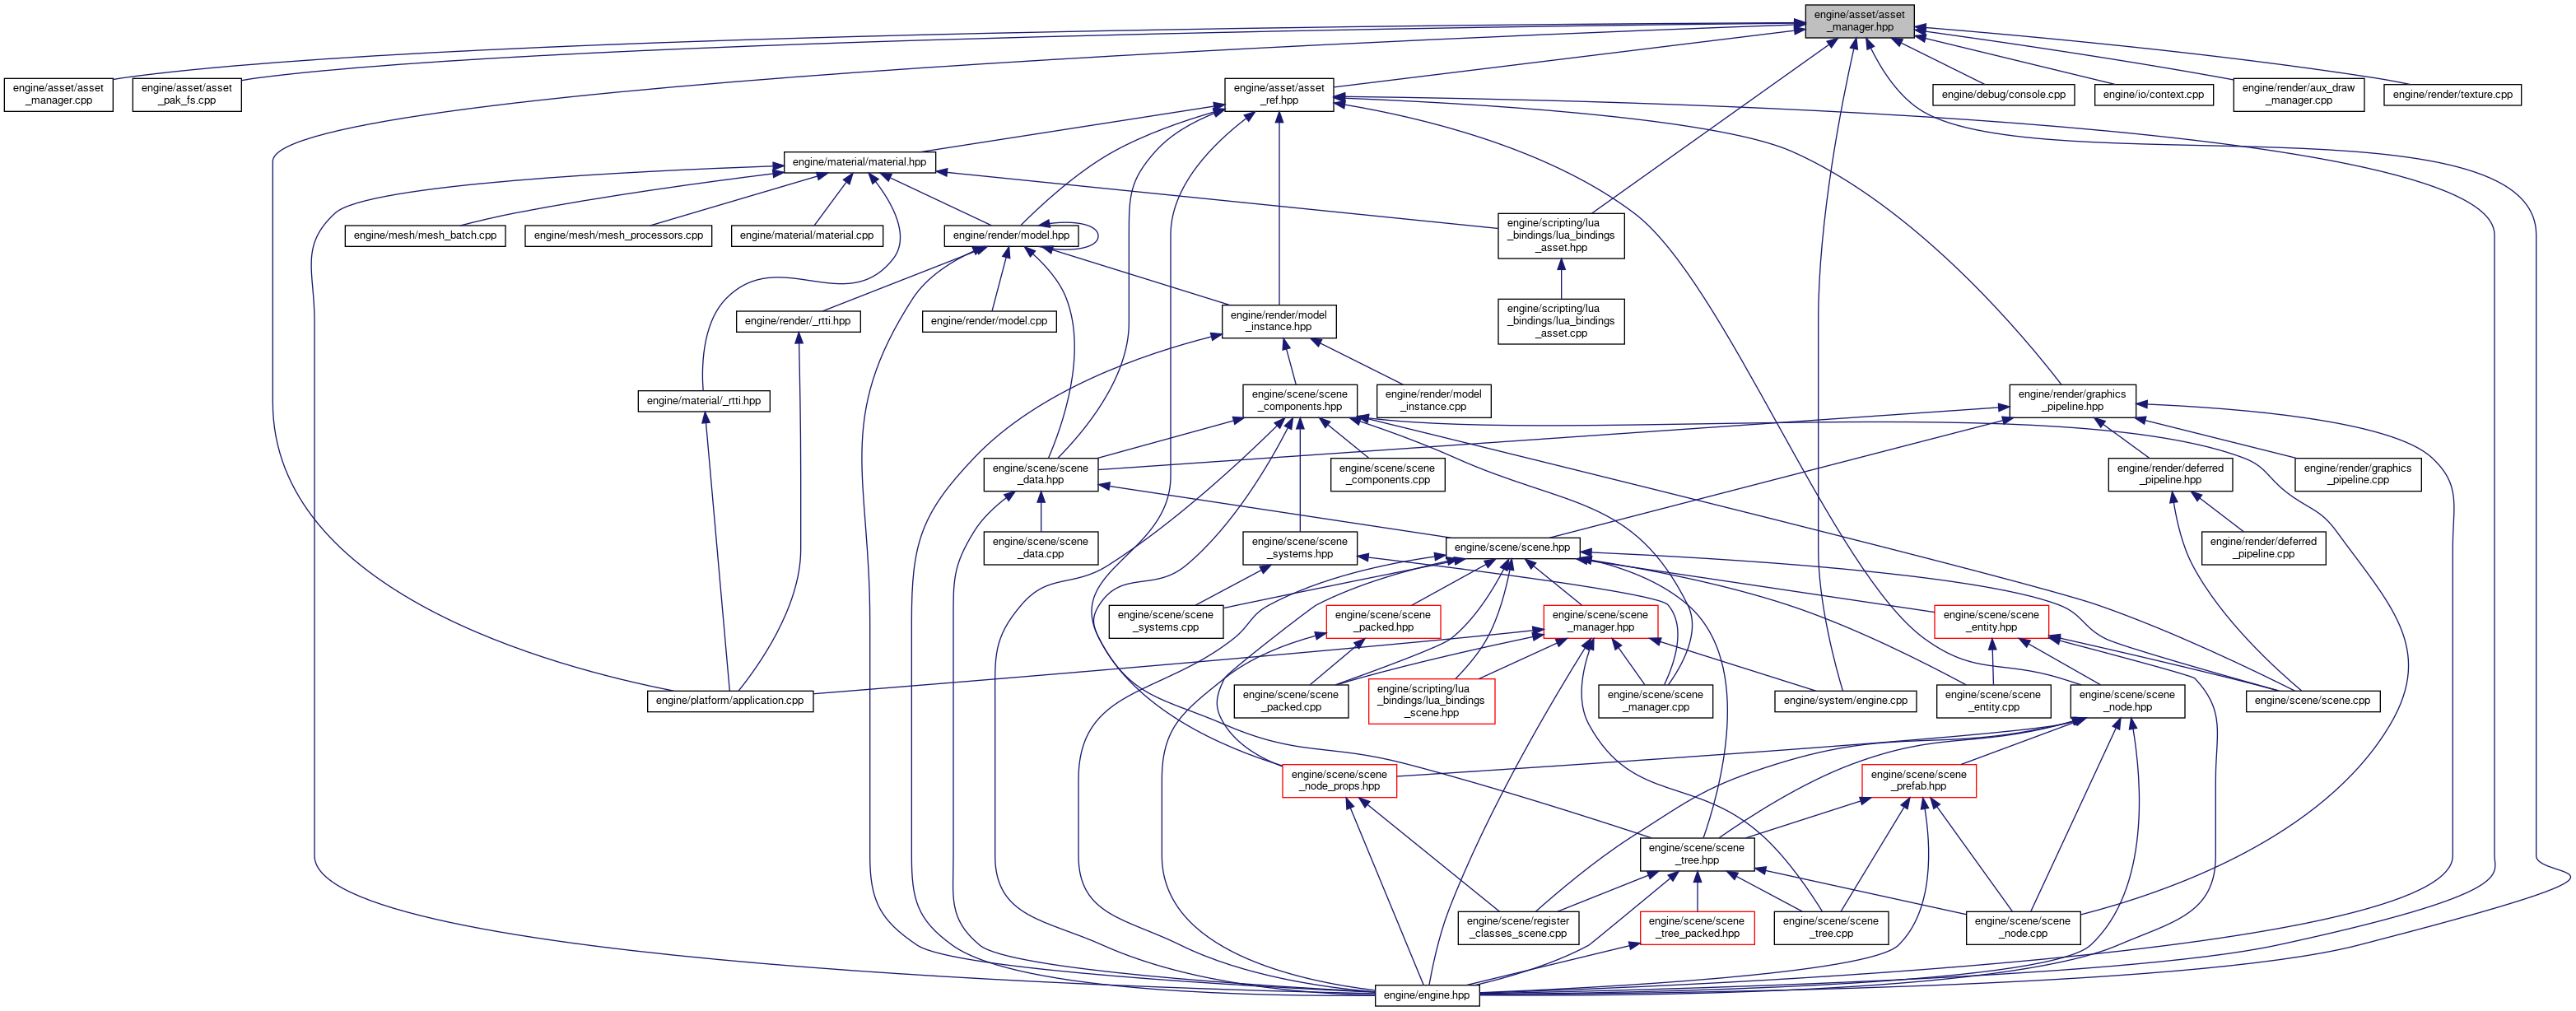 engine/asset/asset
_manager.hpp
engine/asset/asset
_manager.cpp
engine/asset/asset
_pak_fs.cpp
engine/asset/asset
_ref.hpp
engine/debug/console.cpp
engine/io/context.cpp
engine/render/aux_draw
_manager.cpp
engine/render/texture.cpp
engine/material/material.hpp
engine/mesh/mesh_batch.cpp
engine/mesh/mesh_processors.cpp
engine/material/material.cpp
engine/render/model.hpp
engine/scripting/lua
_bindings/lua_bindings
_asset.hpp
engine/render/_rtti.hpp
engine/render/model.cpp
engine/render/model
_instance.hpp
engine/scripting/lua
_bindings/lua_bindings
_asset.cpp
engine/material/_rtti.hpp
engine/scene/scene
_components.hpp
engine/render/model
_instance.cpp
engine/render/graphics
_pipeline.hpp
engine/scene/scene
_data.hpp
engine/scene/scene
_components.cpp
engine/render/deferred
_pipeline.hpp
engine/render/graphics
_pipeline.cpp
engine/scene/scene
_data.cpp
engine/scene/scene
_systems.hpp
engine/scene/scene.hpp
engine/render/deferred
_pipeline.cpp
engine/scene/scene
_systems.cpp
engine/scene/scene
_packed.hpp
engine/scene/scene
_manager.hpp
engine/scene/scene
_entity.hpp
engine/platform/application.cpp
engine/scene/scene
_packed.cpp
engine/scripting/lua
_bindings/lua_bindings
_scene.hpp
engine/scene/scene
_manager.cpp
engine/system/engine.cpp
engine/scene/scene
_entity.cpp
engine/scene/scene
_node.hpp
engine/scene/scene.cpp
engine/scene/scene
_node_props.hpp
engine/scene/scene
_prefab.hpp
engine/scene/scene
_tree.hpp
engine/scene/register
_classes_scene.cpp
engine/scene/scene
_tree_packed.hpp
engine/scene/scene
_tree.cpp
engine/scene/scene
_node.cpp
engine/engine.hpp